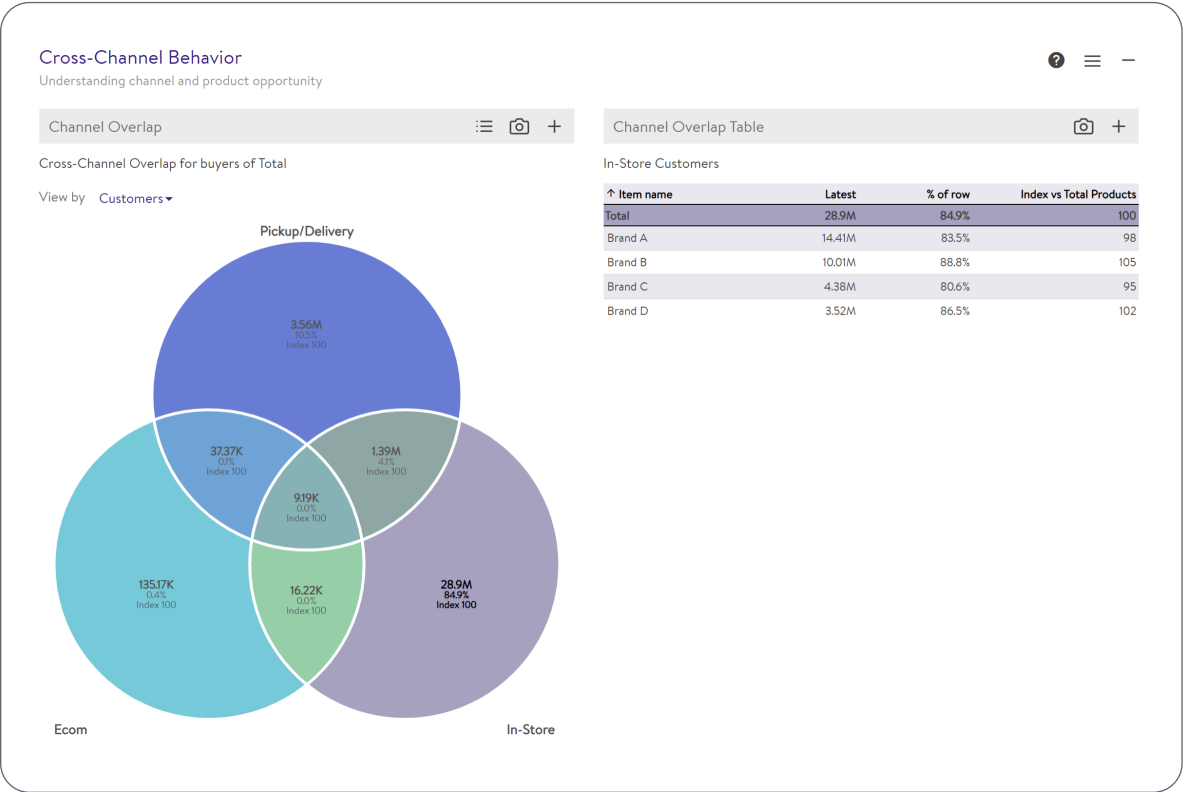 Cross-Channel Behavior
Understanding channel and product opportunity
Channel Overlap
Cross-Channel Overlap for buyers of Total
View by Customers
Pickup/Delivery
3.56M
10.5%
Index 100
37.37K
0.1%
Index 100
1.39M
4.1%
Index 100
9.19K
0.0%
Index 100
135.17K
0.4%
Index 100
16.22K
0.0%
Index 100
28.9M
84.9%
Index 100
Ecom
In-Store
Channel Overlap Table
In-Store Customers
↑ Item name Latest % of row Index vs Total Products
Total 28.9M 84.9% 100
Brand A 14.41M 83.5% 98
Brand B 10.01M 88.8% 105
Brand C 4.38M 80.6% 95
Brand D 3.52M 86.5% 102